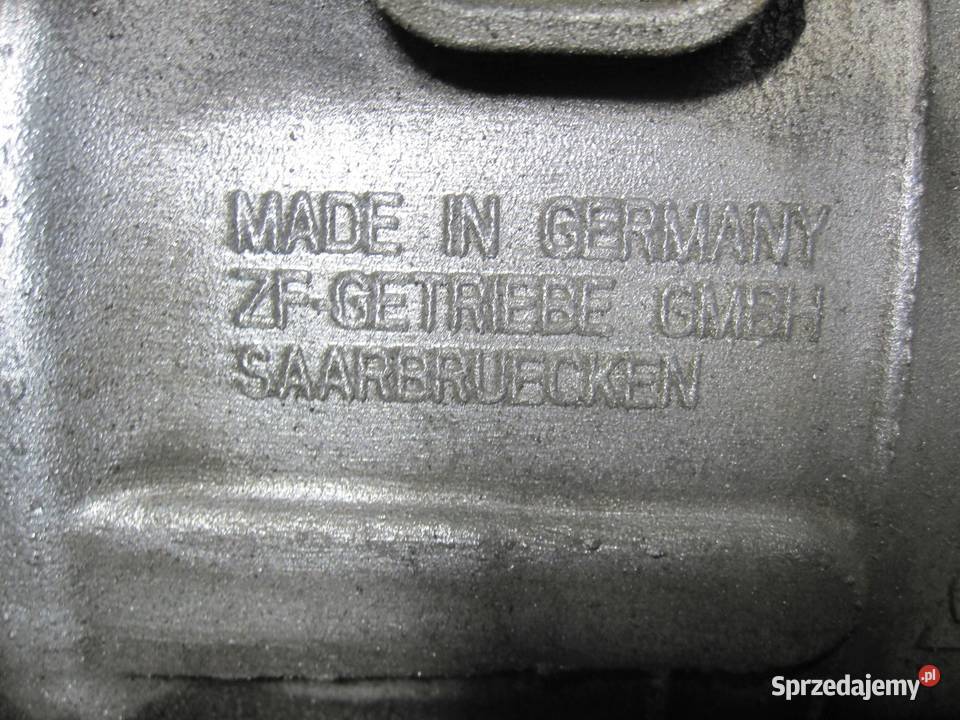 MADE IN GERMANY
ZF-GETRIEBE GMBH
SAARBRUECKEN
Sprzedajemy.pl